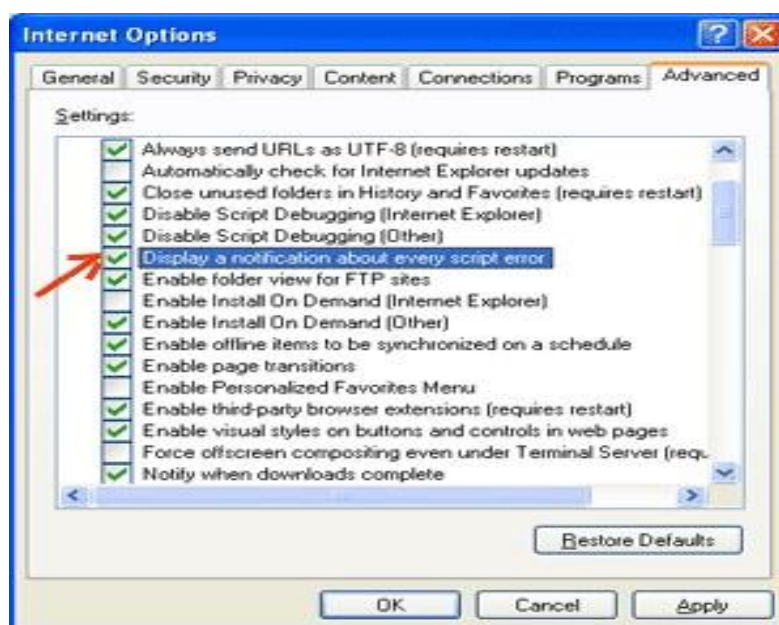 Internet Options
General Security Privacy Content Connections Programs Advanced
Settings:
Always send URLs as UTF-8 (requires restart)
Automatically check for Internet Explorer updates
Close unused folders in History and Favorites (requires restart)
Disable Script Debugging (Internet Explorer)
Disable Script Debugging (Other)
Display a notification about every script error
Enable folder view for FTP sites
Enable Install On Demand (Internet Explorer)
Enable Install On Demand (Other)
Enable offline items to be synchronized on a schedule
Enable page transitions
Enable Personalized Favorites Menu
Enable third-party browser extensions (requires restart)
Enable visual styles on buttons and controls in web pages
Force offscreen compositing even under Terminal Server (requ
Notify when downloads complete
Restore Defaults
OK Cancel Apply